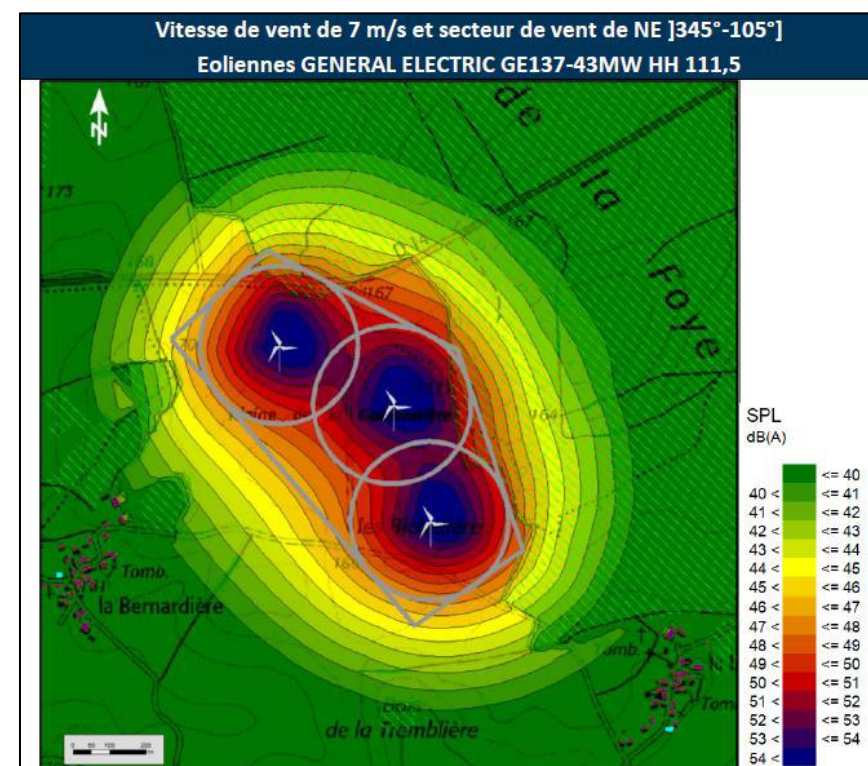 Vitesse de vent de 7 m/s et secteur de vent de NE ]345°-105°]
Eoliennes GENERAL ELECTRIC GE137-43MW HH 111,5
N
de
la
Foye
173
167
D 14
167
164
Tomb.
la Bernardière
Tomb.
de la Tremblière
SPL
dB(A)
<= 40
40 < <= 41
41 < <= 42
42 < <= 43
43 < <= 44
44 < <= 45
45 < <= 46
46 < <= 47
47 < <= 48
48 < <= 49
49 < <= 50
50 < <= 51
51 < <= 52
52 < <= 53
53 < <= 54
54 <